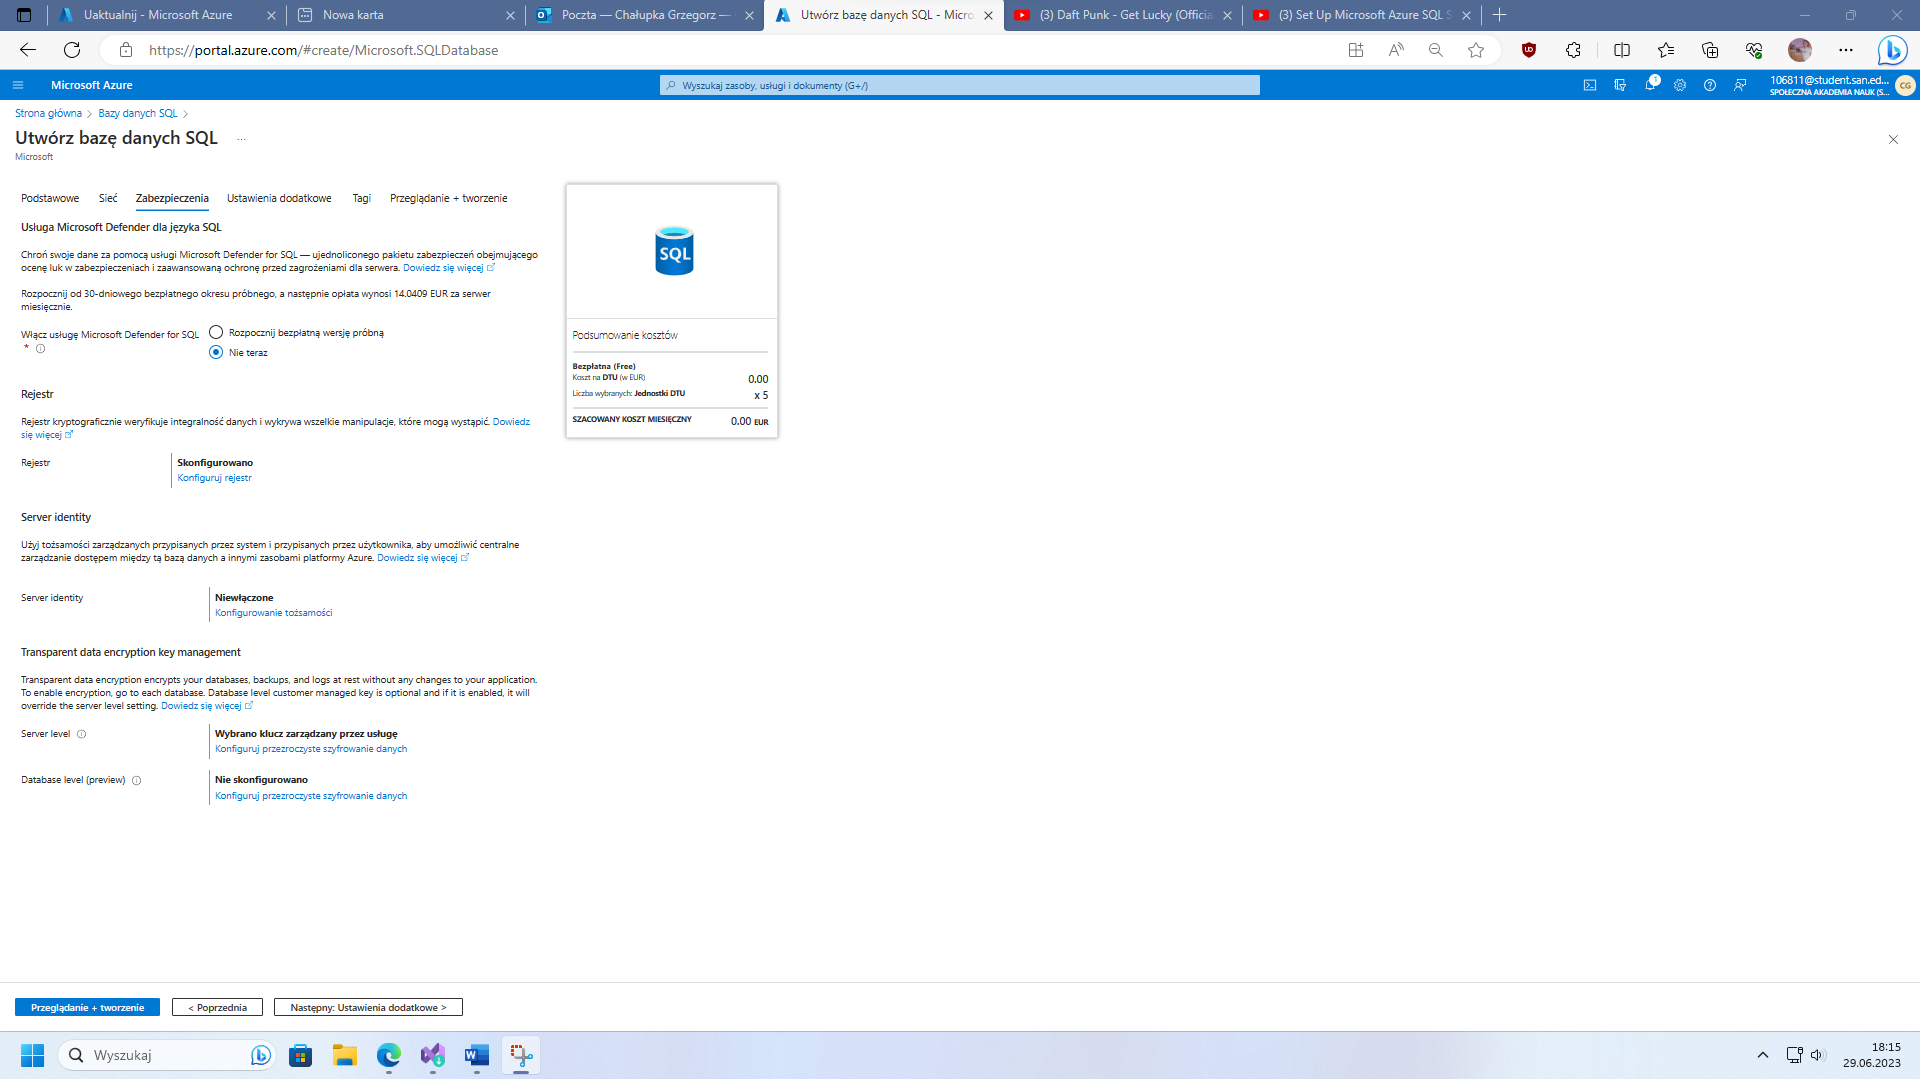 Uaktualnij - Microsoft Azure
Nowa karta
Poczta — Chałupka Grzegorz —
Utwórz bazę danych SQL - Micro
(3) Daft Punk - Get Lucky (Officia
(3) Set Up Microsoft Azure SQL S
https://portal.azure.com/#create/Microsoft.SQLDatabase
Microsoft Azure
Wyszukaj zasoby, usługi i dokumenty (G+/)
1
106811@student.san.ed...
SPOŁECZNA AKADEMIA NAUK (S...
CG
Strona główna > Bazy danych SQL >
Utwórz bazę danych SQL ...
Microsoft
Podstawowe Sieć Zabezpieczenia Ustawienia dodatkowe Tagi Przeglądanie + tworzenie
Usługa Microsoft Defender dla języka SQL
Chroń swoje dane za pomocą usługi Microsoft Defender for SQL — ujednoliconego pakietu zabezpieczeń obejmującego
ocenę luk w zabezpieczeniach i zaawansowaną ochronę przed zagrożeniami dla serwera. Dowiedz się więcej
Rozpocznij od 30-dniowego bezpłatnego okresu próbnego, a następnie opłata wynosi 14.0409 EUR za serwer
miesięcznie.
Włącz usługę Microsoft Defender for SQL
*
Rozpocznij bezpłatną wersję próbną
Nie teraz
Rejestr
Rejestr kryptograficznie weryfikuje integralność danych i wykrywa wszelkie manipulacje, które mogą wystąpić. Dowiedz
się więcej
Rejestr
Skonfigurowano
Konfiguruj rejestr
Server identity
Użyj tożsamości zarządzanych przypisanych przez system i przypisanych przez użytkownika, aby umożliwić centralne
zarządzanie dostępem między tą bazą danych a innymi zasobami platformy Azure. Dowiedz się więcej
Server identity
Niewłączone
Konfigurowanie tożsamości
Transparent data encryption key management
Transparent data encryption encrypts your databases, backups, and logs at rest without any changes to your application.
To enable encryption, go to each database. Database level customer managed key is optional and if it is enabled, it will
override the server level setting. Dowiedz się więcej
Server level
Wybrano klucz zarządzany przez usługę
Konfiguruj przezroczyste szyfrowanie danych
Database level (preview)
Nie skonfigurowano
Konfiguruj przezroczyste szyfrowanie danych
SQL
Podsumowanie kosztów
Bezpłatna (Free)
Koszt na DTU (w EUR) 0.00
Liczba wybranych: Jednostki DTU x 5
SZACOWANY KOSZT MIESIĘCZNY 0.00 EUR
Przeglądanie + tworzenie
< Poprzednia
Następny: Ustawienia dodatkowe >
Wyszukaj
18:15
29.06.2023